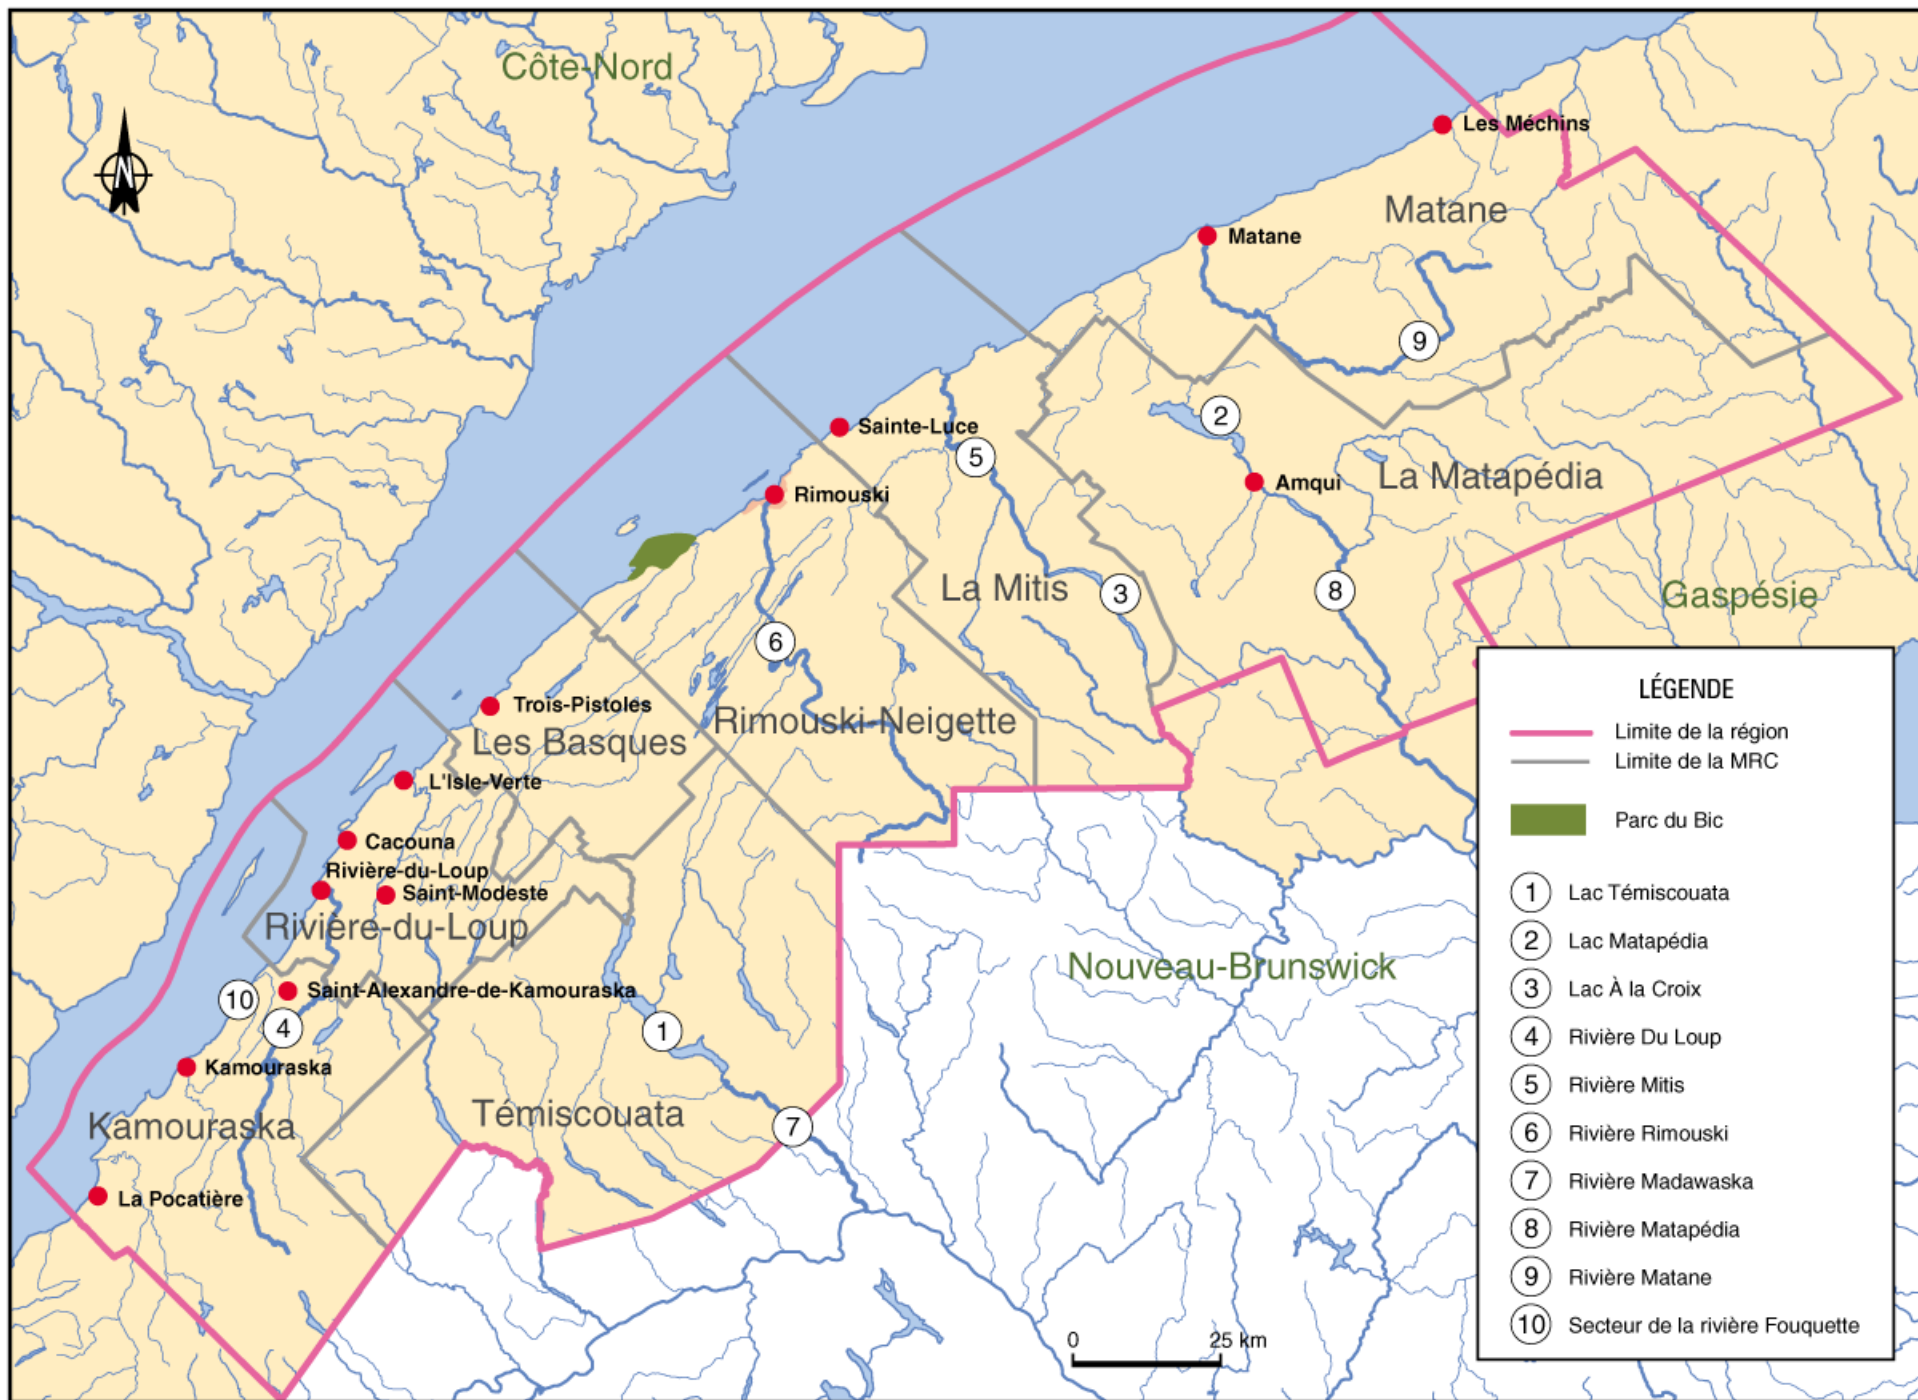 Côte-Nord
N
Les Méchins
Matane
Matane
9
2
Sainte-Luce
5
Amqui
La Matapédia
Rimouski
La Mitis
3
8
Gaspésie
6
Trois-Pistoles
Les Basques
Rimouski-Neigette
L'Isle-Verte
Cacouna
Rivière-du-Loup
Saint-Modeste
Rivière-du-Loup
Nouveau-Brunswick
10
Saint-Alexandre-de-Kamouraska
4
1
Kamouraska
Kamouraska
Témiscouata
7
La Pocatière
0 25 km
LÉGENDE
Limite de la région
Limite de la MRC
Parc du Bic
1 Lac Témiscouata
2 Lac Matapédia
3 Lac À la Croix
4 Rivière Du Loup
5 Rivière Mitis
6 Rivière Rimouski
7 Rivière Madawaska
8 Rivière Matapédia
9 Rivière Matane
10 Secteur de la rivière Fouquette